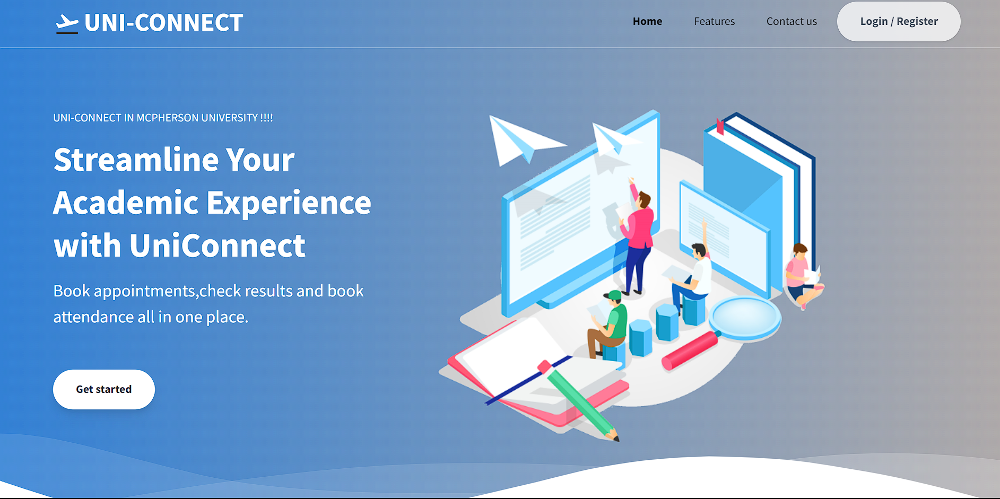 UNI-CONNECT
Home
Features
Contact us
Login / Register
UNI-CONNECT IN MCPHERSON UNIVERSITY !!!!
Streamline Your
Academic Experience
with UniConnect
Book appointments,check results and book
attendance all in one place.
Get started